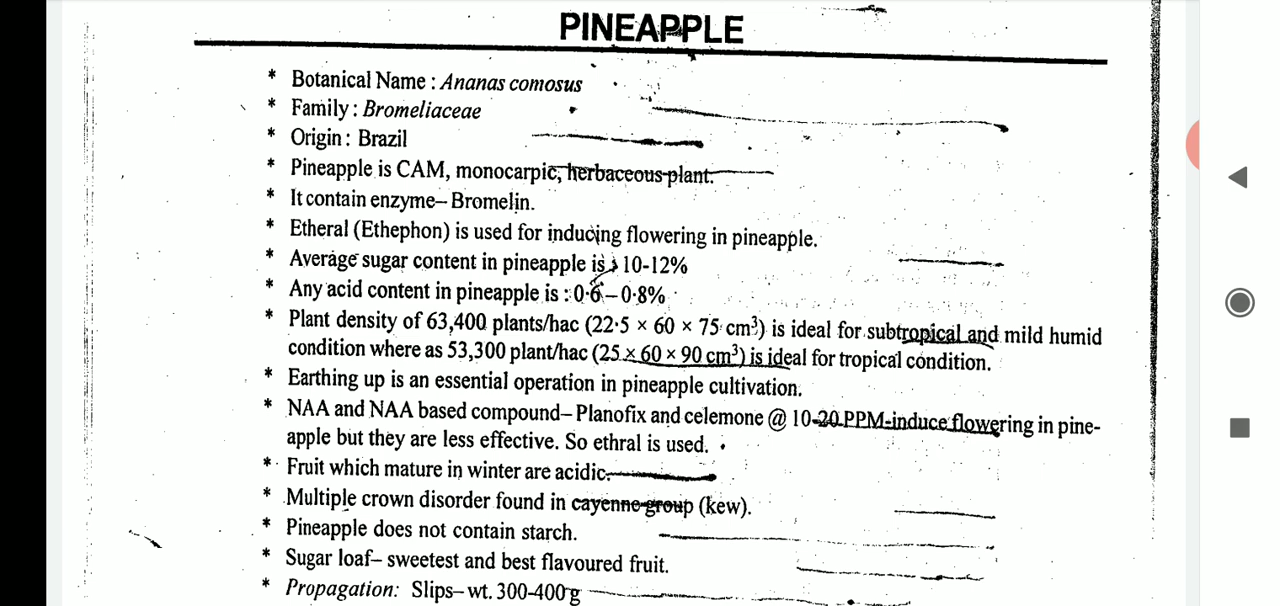 PINEAPPLE
* Botanical Name : Ananas comosus
* Family : Bromeliaceae
* Origin : Brazil
* Pineapple is CAM, monocarpic, herbaceous plant.
* It contain enzyme– Bromelin.
* Etheral (Ethephon) is used for inducing flowering in pineapple.
* Average sugar content in pineapple is : 10-12%
* Any acid content in pineapple is : 0·6 – 0·8%
* Plant density of 63,400 plants/hac (22·5 × 60 × 75 cm³) is ideal for subtropical and mild humid
condition where as 53,300 plant/hac (25 × 60 × 90 cm³) is ideal for tropical condition.
* Earthing up is an essential operation in pineapple cultivation.
* NAA and NAA based compound– Planofix and celemone @ 10-20 PPM-induce flowering in pine-
apple but they are less effective. So ethral is used.
* Fruit which mature in winter are acidic.
* Multiple crown disorder found in cayenne group (kew).
* Pineapple does not contain starch.
* Sugar loaf– sweetest and best flavoured fruit.
* Propagation: Slips– wt. 300-400 g